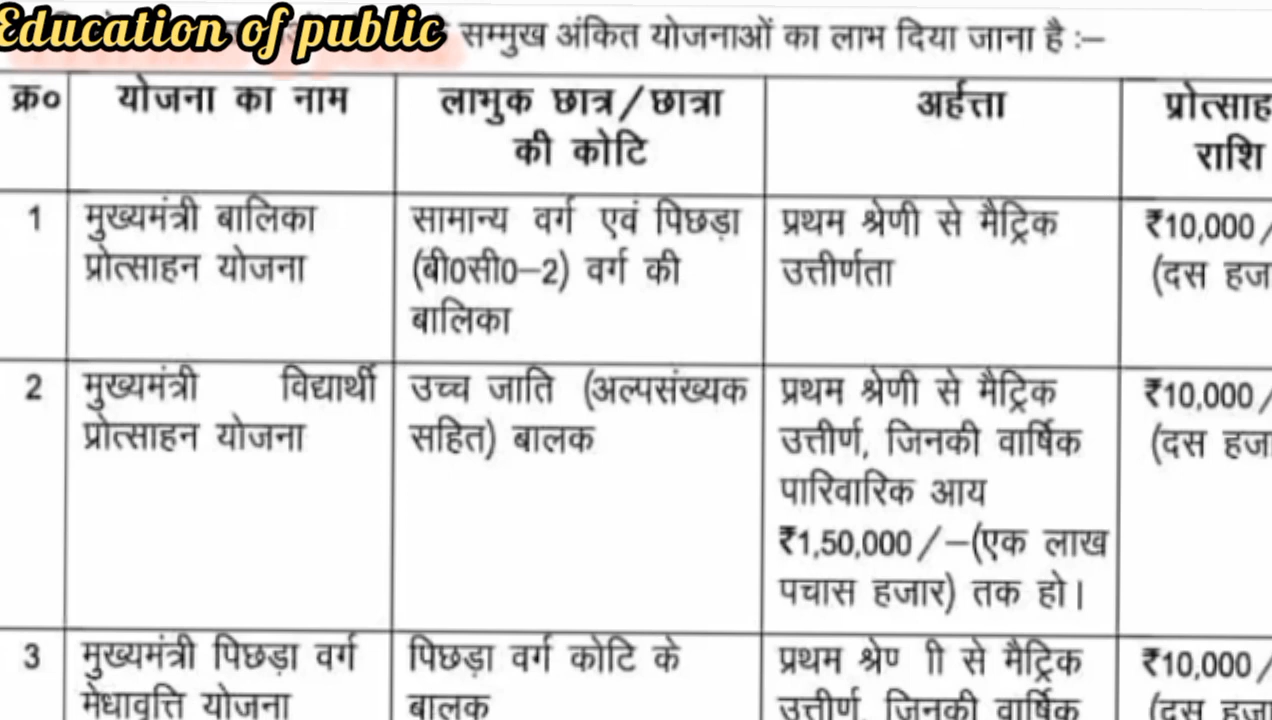 Education of public सम्मुख अंकित योजनाओं का लाभ दिया जाना है :–
क्र० योजना का नाम लाभुक छात्र/छात्रा की कोटि अर्हत्ता राशि
1 मुख्यमंत्री बालिका सामान्य वर्ग एवं पिछड़ा प्रथम श्रेणी से मैट्रिक ₹10,000/
प्रोत्साहन योजना (बी0सी0–2) वर्ग की उत्तीर्णता (दस
बालिका
2 मुख्यमंत्री विद्यार्थी उच्च जाति (अल्पसंख्यक प्रथम श्रेणी से मैट्रिक ₹10,000/
प्रोत्साहन योजना सहित) बालक उत्तीर्ण, जिनकी वार्षिक (दस
पारिवारिक आय
₹1,50,000/–(एक लाख
पचास हजार) तक हो।
3 मुख्यमंत्री पिछड़ा वर्ग पिछड़ा वर्ग कोटि के प्रथम श्रेण ी से मैट्रिक ₹10,000/
मेधावृत्ति योजना बालक उत्तीर्ण, जिनकी वार्षिक (दस